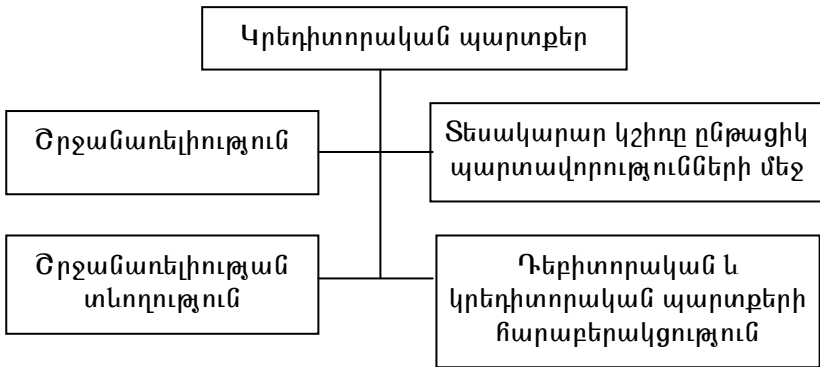 Կրեդիտորական պարտքեր
Շրջանառելիություն
Տեսակարար կշիռը ընթացիկ
պարտավորությունների մեջ
Շրջանառելիության
տևողություն
Դեբիտորական և
կրեդիտորական պարտքերի
հարաբերակցություն